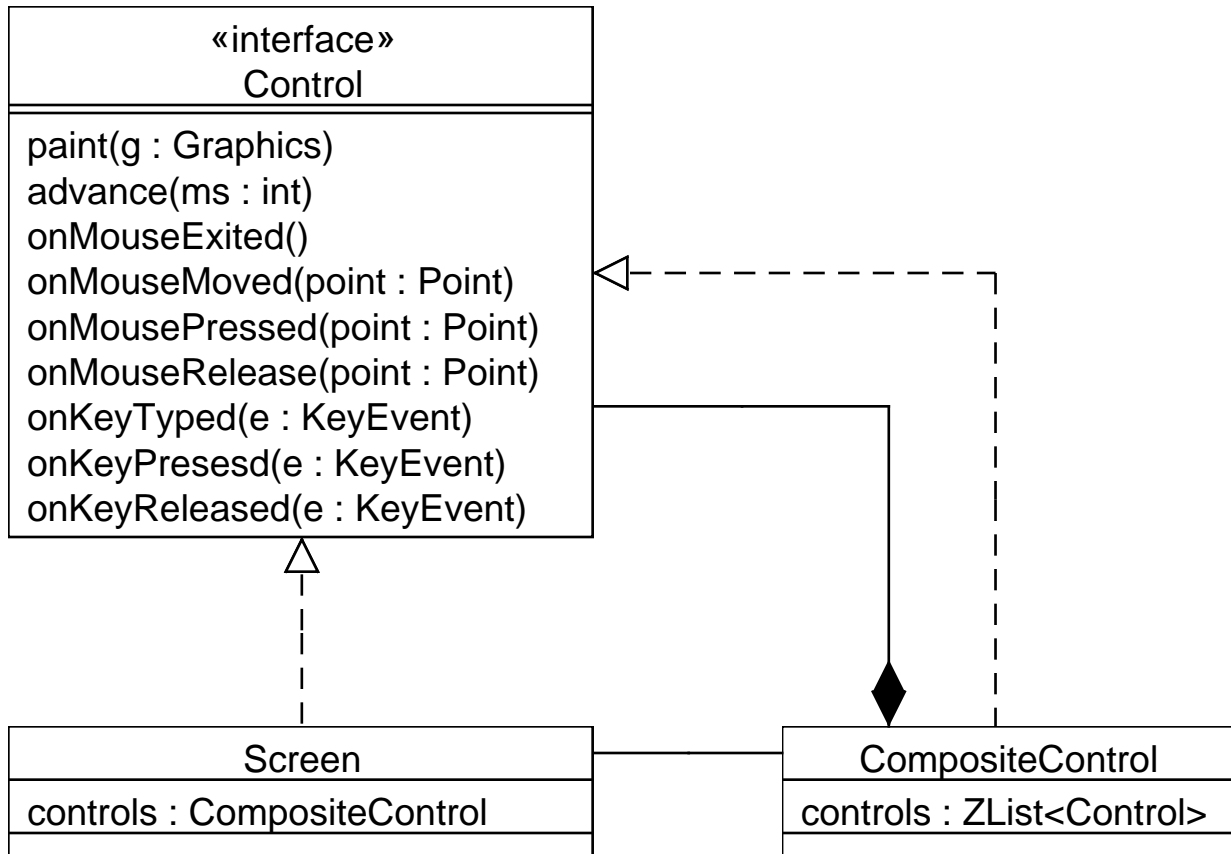 «interface»
Control
paint(g : Graphics)
advance(ms : int)
onMouseExited()
onMouseMoved(point : Point)
onMousePressed(point : Point)
onMouseRelease(point : Point)
onKeyTyped(e : KeyEvent)
onKeyPresesd(e : KeyEvent)
onKeyReleased(e : KeyEvent)
Screen
controls : CompositeControl
CompositeControl
controls : ZList<Control>